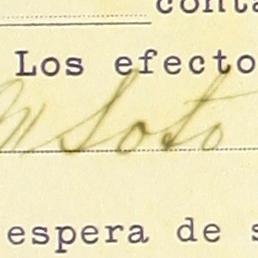 conta
Los efecto
M Soto
espera de s